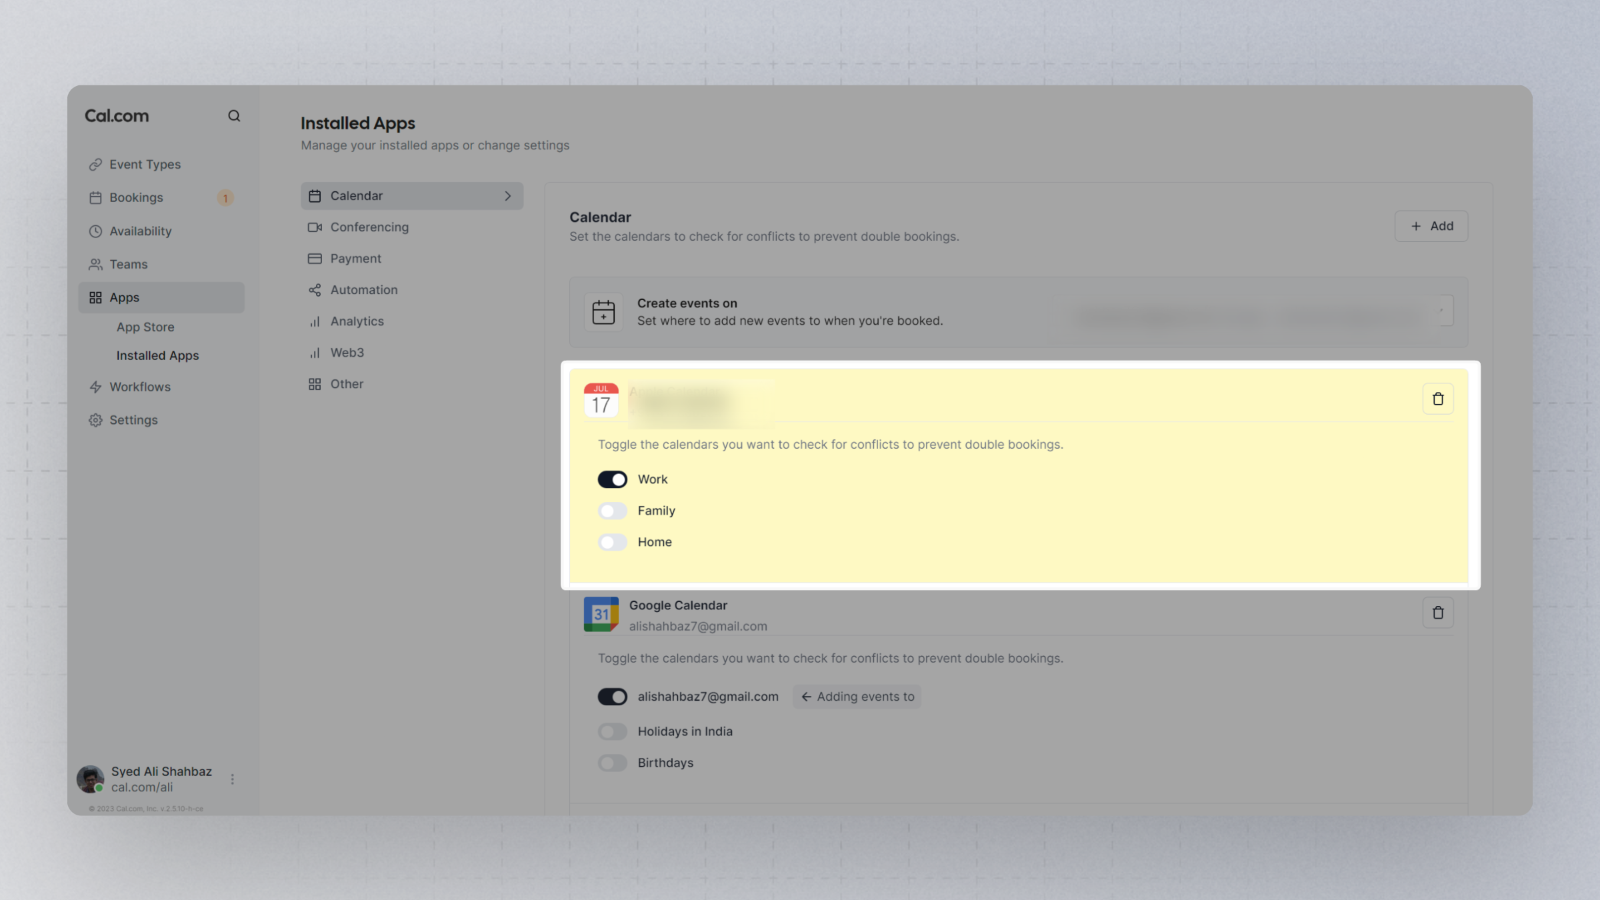 Cal.com
Event Types
Bookings 1
Availability
Teams
Apps
App Store
Installed Apps
Workflows
Settings
Syed Ali Shahbaz
cal.com/ali
© 2023 Cal.com, Inc. v.2.5.10-h-ce
Installed Apps
Manage your installed apps or change settings
Calendar
Conferencing
Payment
Automation
Analytics
Web3
Other
Calendar
Set the calendars to check for conflicts to prevent double bookings.
+ Add
Create events on
Set where to add new events to when you're booked.
JUL
17
Toggle the calendars you want to check for conflicts to prevent double bookings.
Work
Family
Home
31
Google Calendar
alishahbaz7@gmail.com
Toggle the calendars you want to check for conflicts to prevent double bookings.
alishahbaz7@gmail.com ← Adding events to
Holidays in India
Birthdays